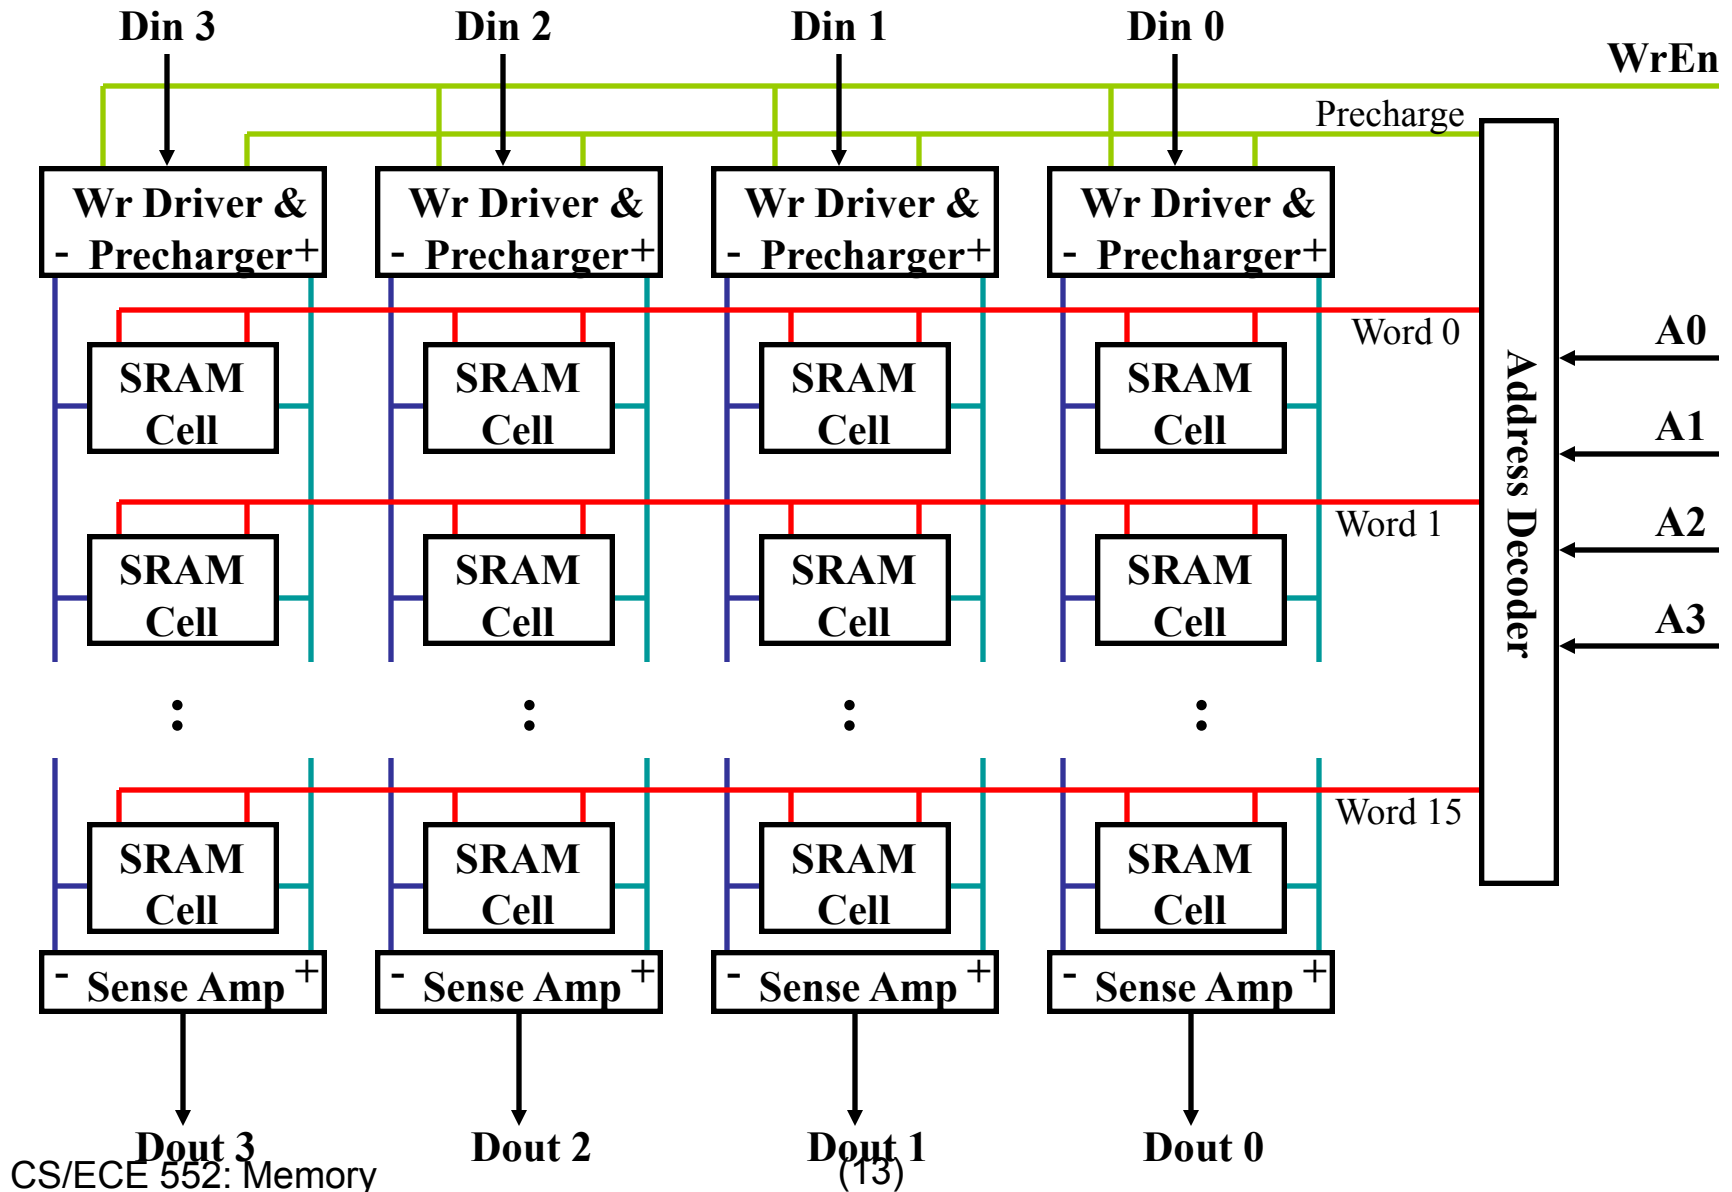 Din 3 Din 2 Din 1 Din 0
WrEn
Precharge
Wr Driver & Wr Driver & Wr Driver & Wr Driver &
- Precharger + - Precharger + - Precharger + - Precharger +
Word 0
A0
SRAM SRAM SRAM SRAM
Cell Cell Cell Cell
A1
Address Decoder
Word 1
A2
SRAM SRAM SRAM SRAM
Cell Cell Cell Cell
A3
: : : :
Word 15
SRAM SRAM SRAM SRAM
Cell Cell Cell Cell
- Sense Amp + - Sense Amp + - Sense Amp + - Sense Amp +
Dout 3 Dout 2 Dout 1 Dout 0
CS/ECE 552: Memory (13)